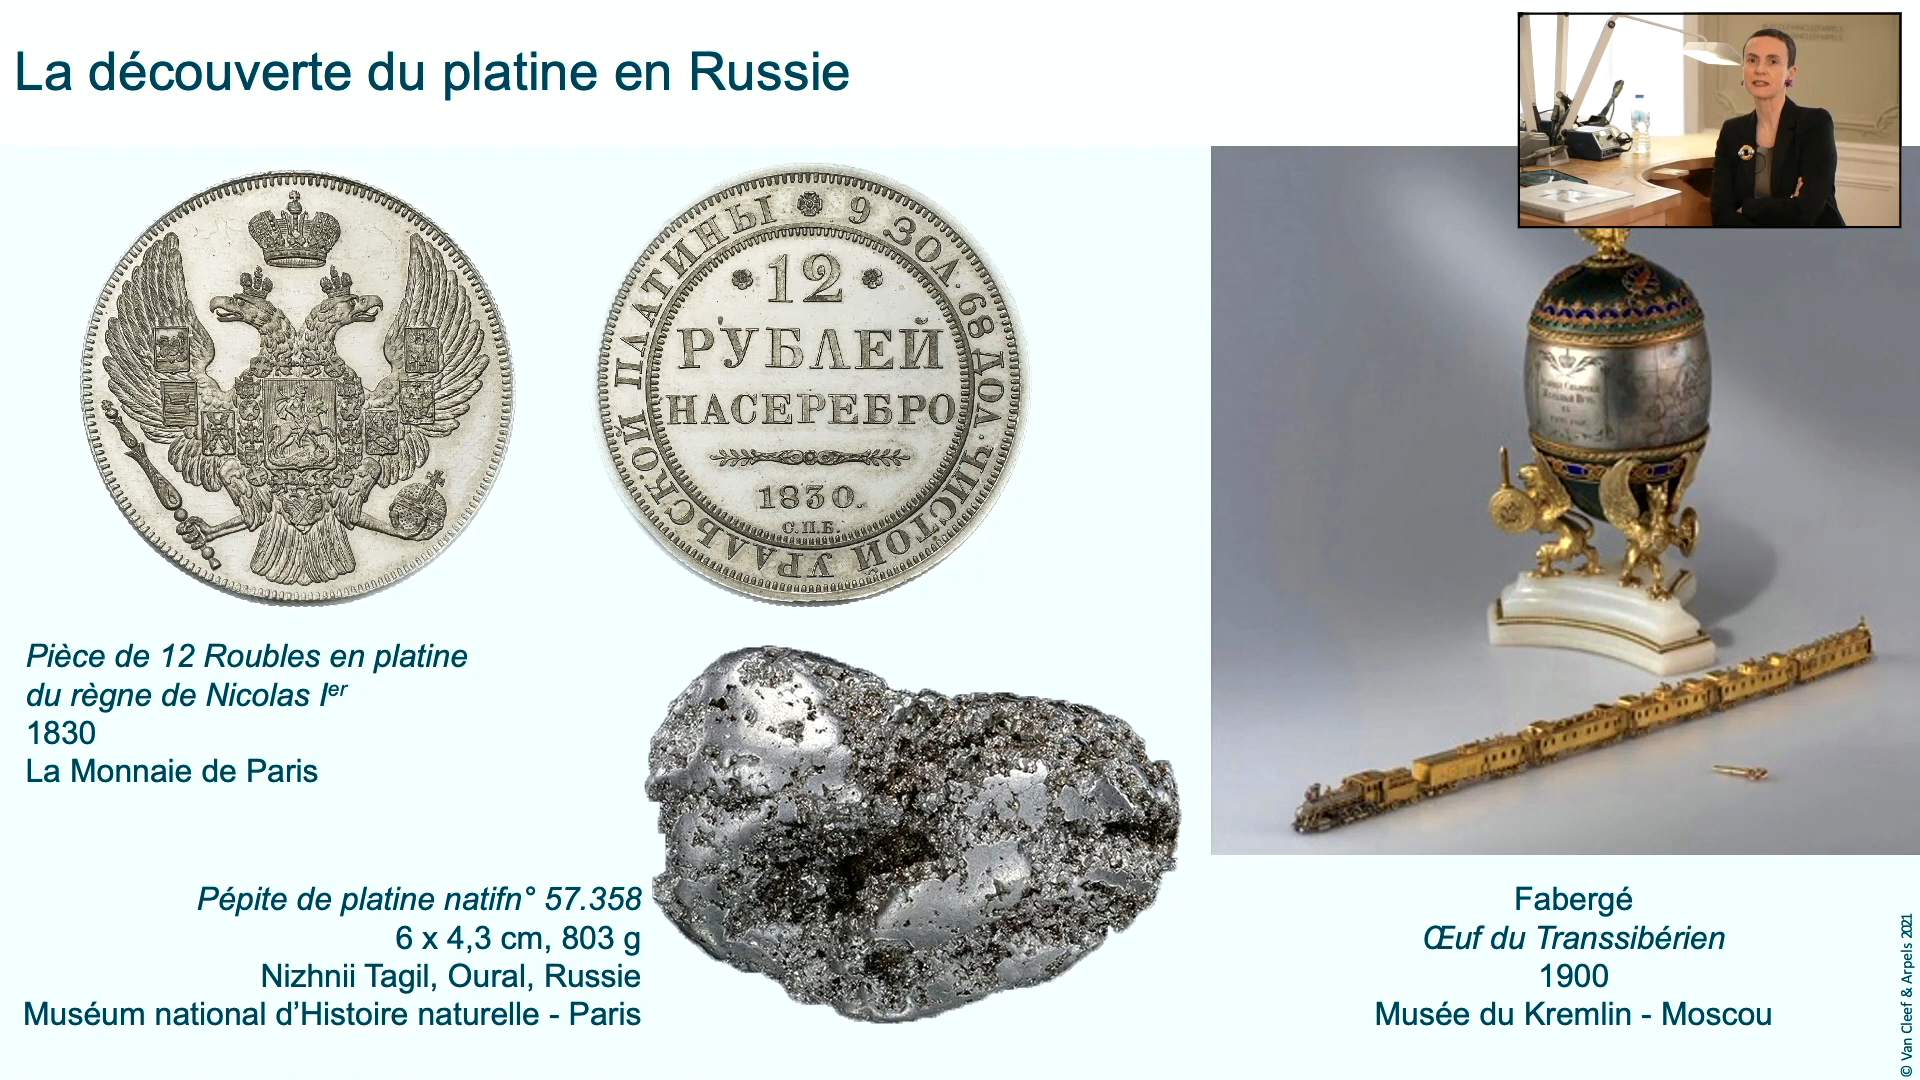 La découverte du platine en Russie
9 ЗОЛ. 68 ДОЛ. ЧИСТОЙ УРАЛЬСКОЙ ПЛАТИНЫ
12
РУБЛЕЙ
НАСЕРЕБРО
1830.
С.П.Б.
Pièce de 12 Roubles en platine
du règne de Nicolas Ier
1830
La Monnaie de Paris
Pépite de platine natifn° 57.358
6 x 4,3 cm, 803 g
Nizhnii Tagil, Oural, Russie
Muséum national d’Histoire naturelle - Paris
Fabergé
Œuf du Transsibérien
1900
Musée du Kremlin - Moscou
© Van Cleef & Arpels 2021